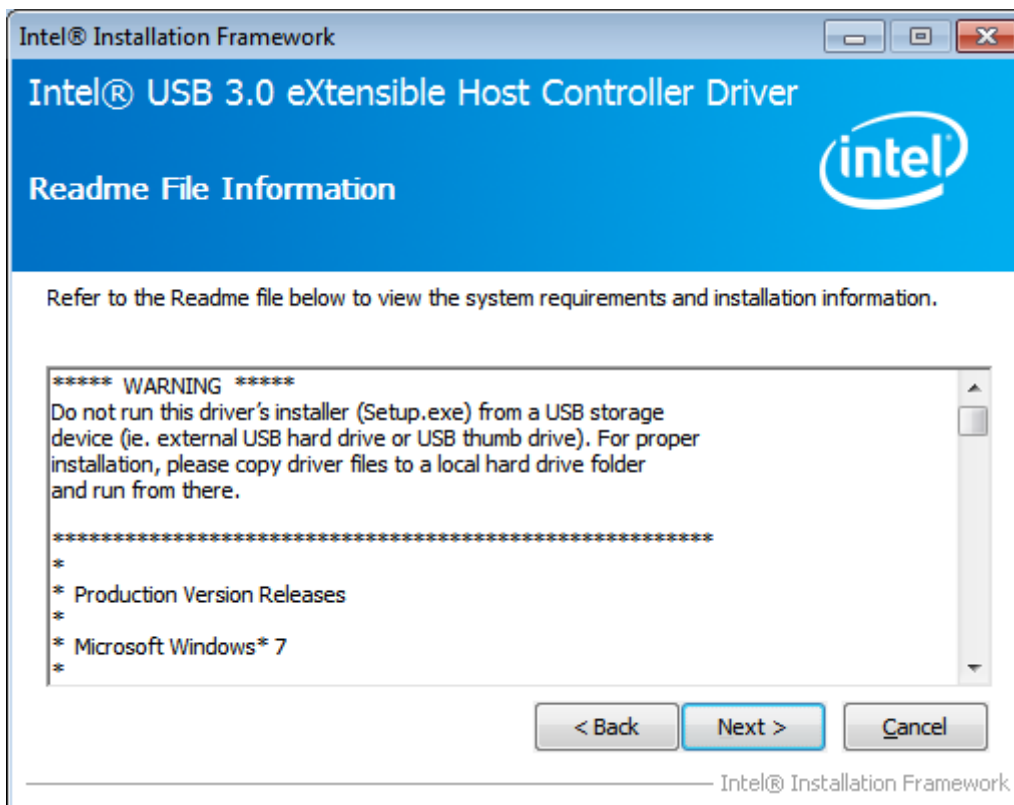 Intel® Installation Framework
Intel® USB 3.0 eXtensible Host Controller Driver
intel
Readme File Information
Refer to the Readme file below to view the system requirements and installation information.
***** WARNING *****
Do not run this driver's installer (Setup.exe) from a USB storage
device (ie. external USB hard drive or USB thumb drive). For proper
installation, please copy driver files to a local hard drive folder
and run from there.
*******************************************************
*
* Production Version Releases
*
* Microsoft Windows* 7
*
< Back Next > Cancel
Intel® Installation Framework